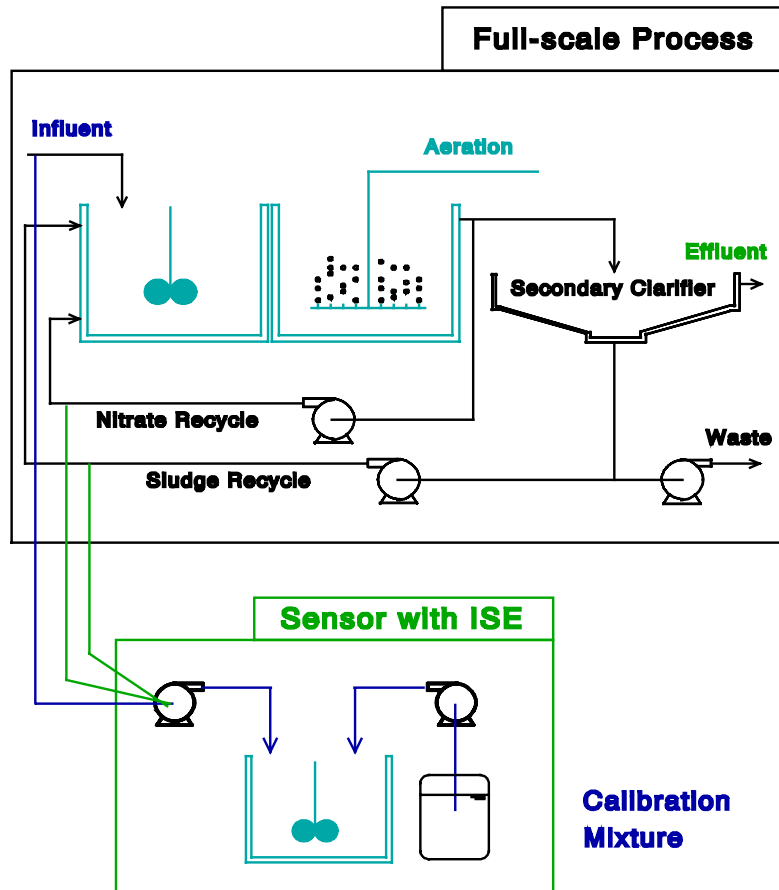 Full-scale Process
Influent
Aeration
Effluent
Secondary Clarifier
Nitrate Recycle
Waste
Sludge Recycle
Sensor with ISE
Calibration
Mixture